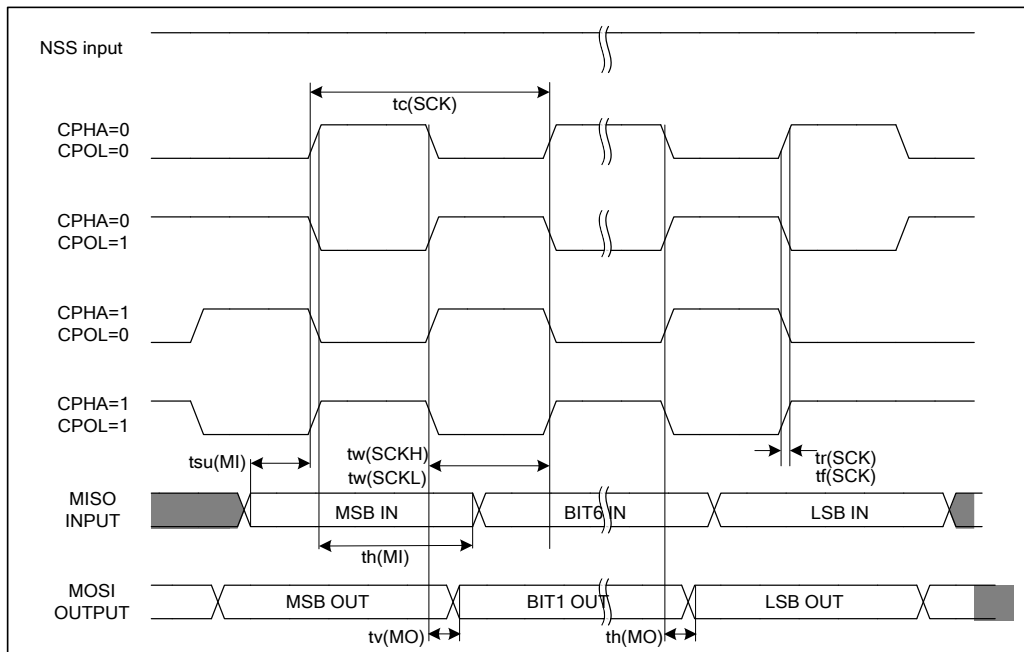 NSS input
tc(SCK)
CPHA=0
CPOL=0
CPHA=0
CPOL=1
CPHA=1
CPOL=0
CPHA=1
CPOL=1
tsu(MI)
tw(SCKH)
tw(SCKL)
tr(SCK)
tf(SCK)
MISO
INPUT
MSB IN
BIT6 IN
LSB IN
th(MI)
MOSI
OUTPUT
MSB OUT
BIT1 OUT
LSB OUT
tv(MO)
th(MO)